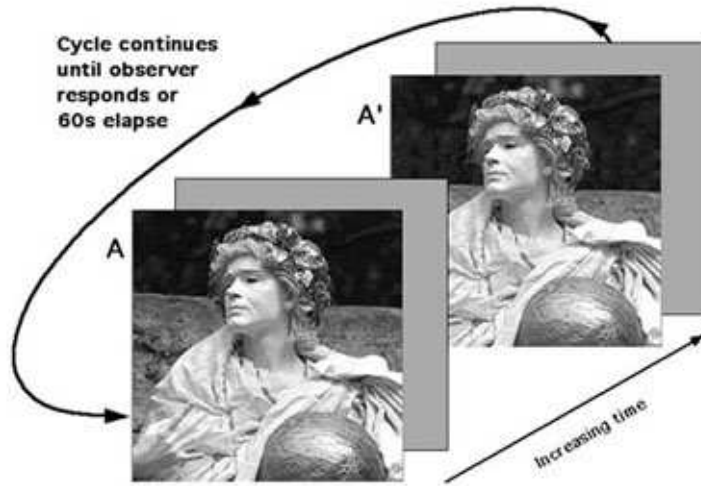 Cycle continues
until observer
responds or
60s elapse
A'
A
Increasing time